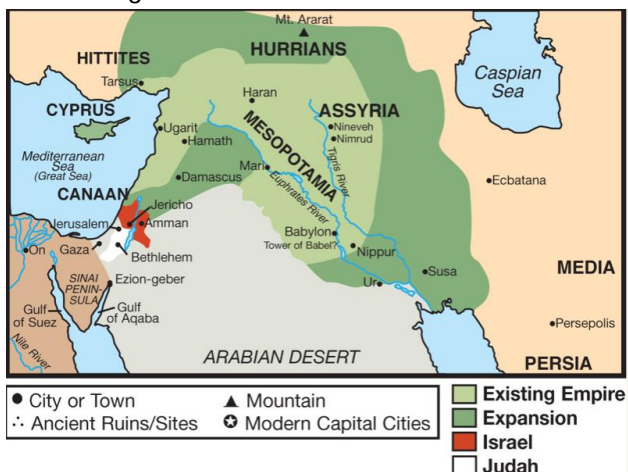 Mt. Ararat
HURRIANS
HITTITES
Tarsus
Caspian
Sea
Haran
CYPRUS
ASSYRIA
Ugarit
Nineveh
Hamath
Nimrud
MESOPOTAMIA
Mediterranean
Sea
(Great Sea)
Mari
Tigris River
Damascus
Euphrates River
Ecbatana
CANAAN
Jericho
Jerusalem
Amman
Babylon
Tower of Babel?
On
Gaza
Bethlehem
Nippur
MEDIA
SINAI
PENIN-
SULA
Ezion-geber
Ur
Susa
Gulf
of Suez
Gulf
of Aqaba
Persepolis
Nile River
ARABIAN DESERT
PERSIA
City or Town
Mountain
Ancient Ruins/Sites
Modern Capital Cities
Existing Empire
Expansion
Israel
Judah